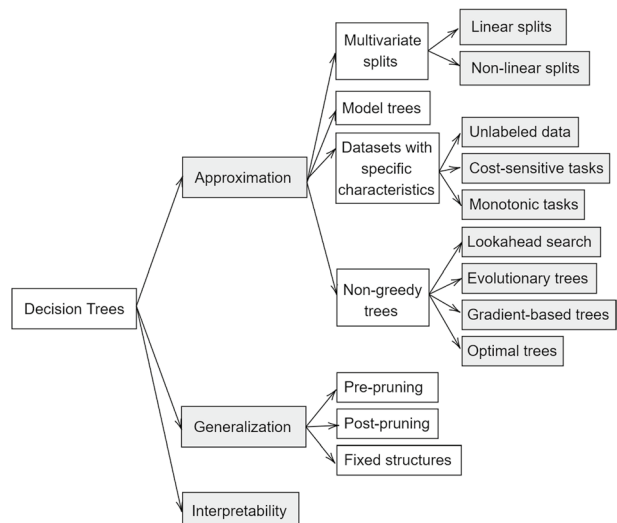 Linear splits
Multivariate
splits
Non-linear splits
Model trees
Datasets with
specific
characteristics
Unlabeled data
Cost-sensitive tasks
Monotonic tasks
Approximation
Lookahead search
Non-greedy
trees
Evolutionary trees
Gradient-based trees
Optimal trees
Decision Trees
Pre-pruning
Generalization
Post-pruning
Fixed structures
Interpretability